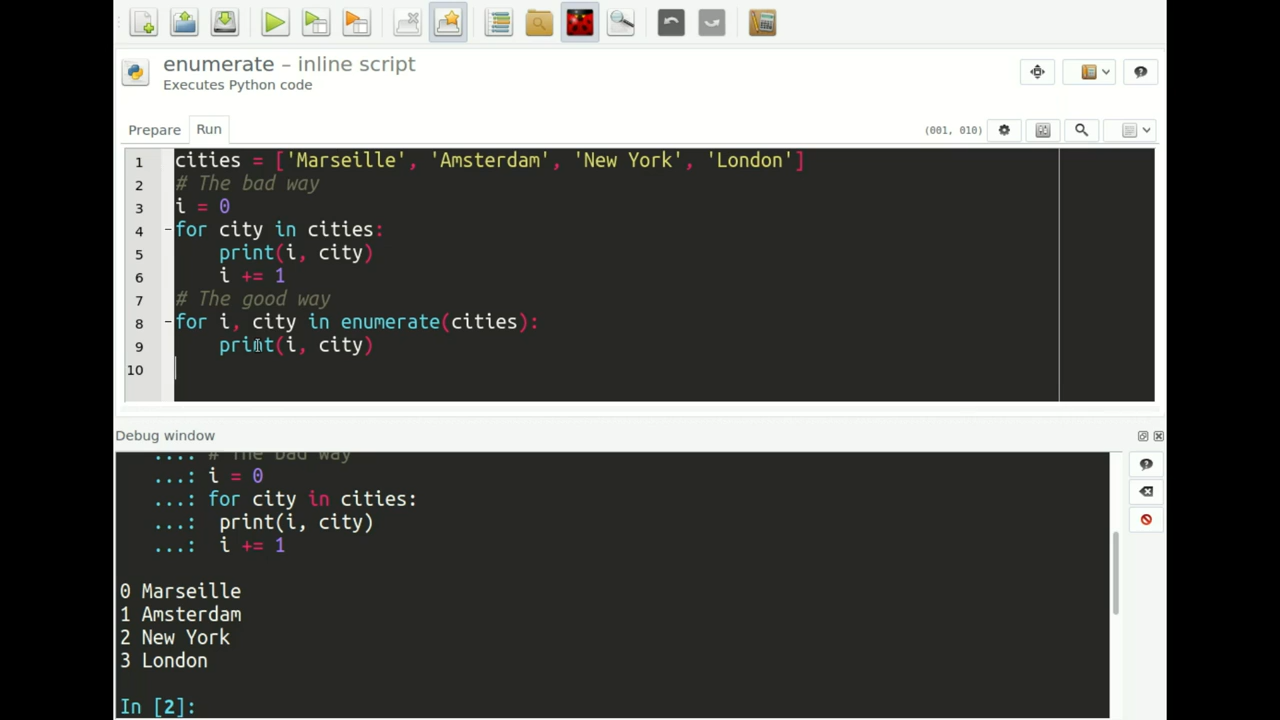 enumerate – inline script
Executes Python code
Prepare Run (001, 010)
1 cities = ['Marseille', 'Amsterdam', 'New York', 'London']
2 # The bad way
3 i = 0
4 for city in cities:
5 print(i, city)
6 i += 1
7 # The good way
8 for i, city in enumerate(cities):
9 print(i, city)
10
Debug window
...: # The bad way
...: i = 0
...: for city in cities:
...: print(i, city)
...: i += 1
0 Marseille
1 Amsterdam
2 New York
3 London
In [2]: